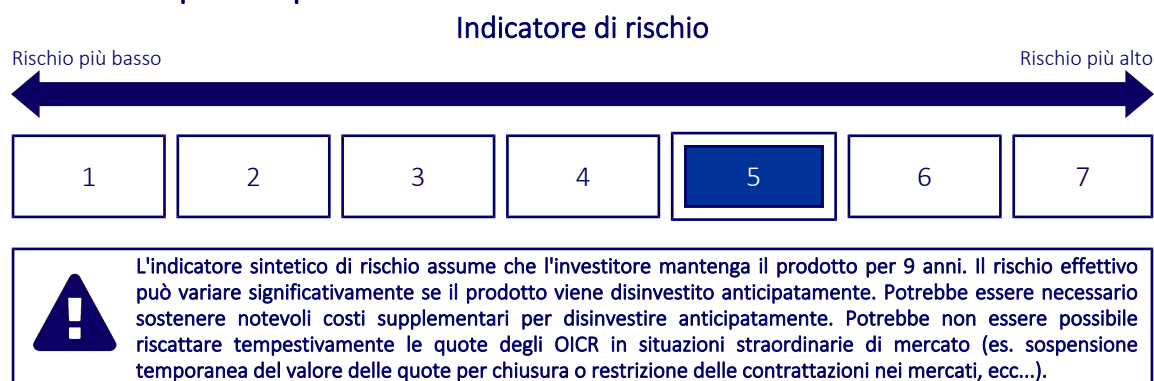 Indicatore di rischio
Rischio più basso
Rischio più alto
1 2 3 4 5 6 7
L'indicatore sintetico di rischio assume che l'investitore mantenga il prodotto per 9 anni. Il rischio effettivo
può variare significativamente se il prodotto viene disinvestito anticipatamente. Potrebbe essere necessario
sostenere notevoli costi supplementari per disinvestire anticipatamente. Potrebbe non essere possibile
riscattare tempestivamente le quote degli OICR in situazioni straordinarie di mercato (es. sospensione
temporanea del valore delle quote per chiusura o restrizione delle contrattazioni nei mercati, ecc...).